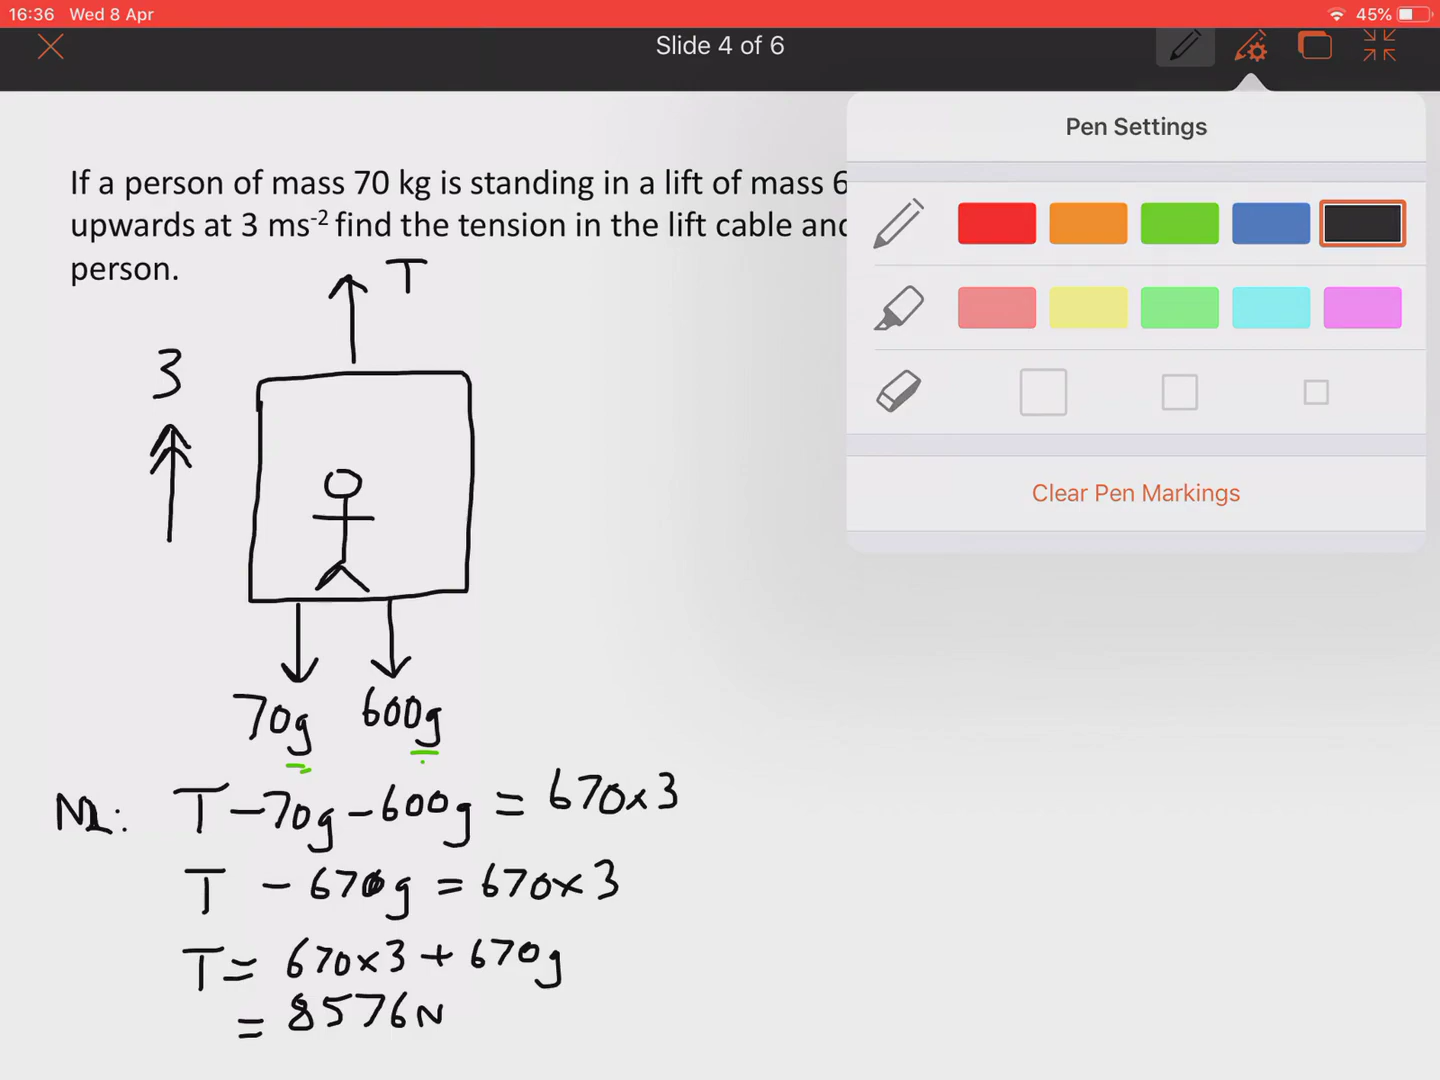 16:36 Wed 8 Apr 45%
Slide 4 of 6
Pen Settings
If a person of mass 70 kg is standing in a lift of mass 6
upwards at 3 ms⁻² find the tension in the lift cable and
person.
Clear Pen Markings
T
3
70g 600g
T - 70g - 600g = 670×3
T - 670g = 670×3
T = 670×3 + 670g
= 8576N